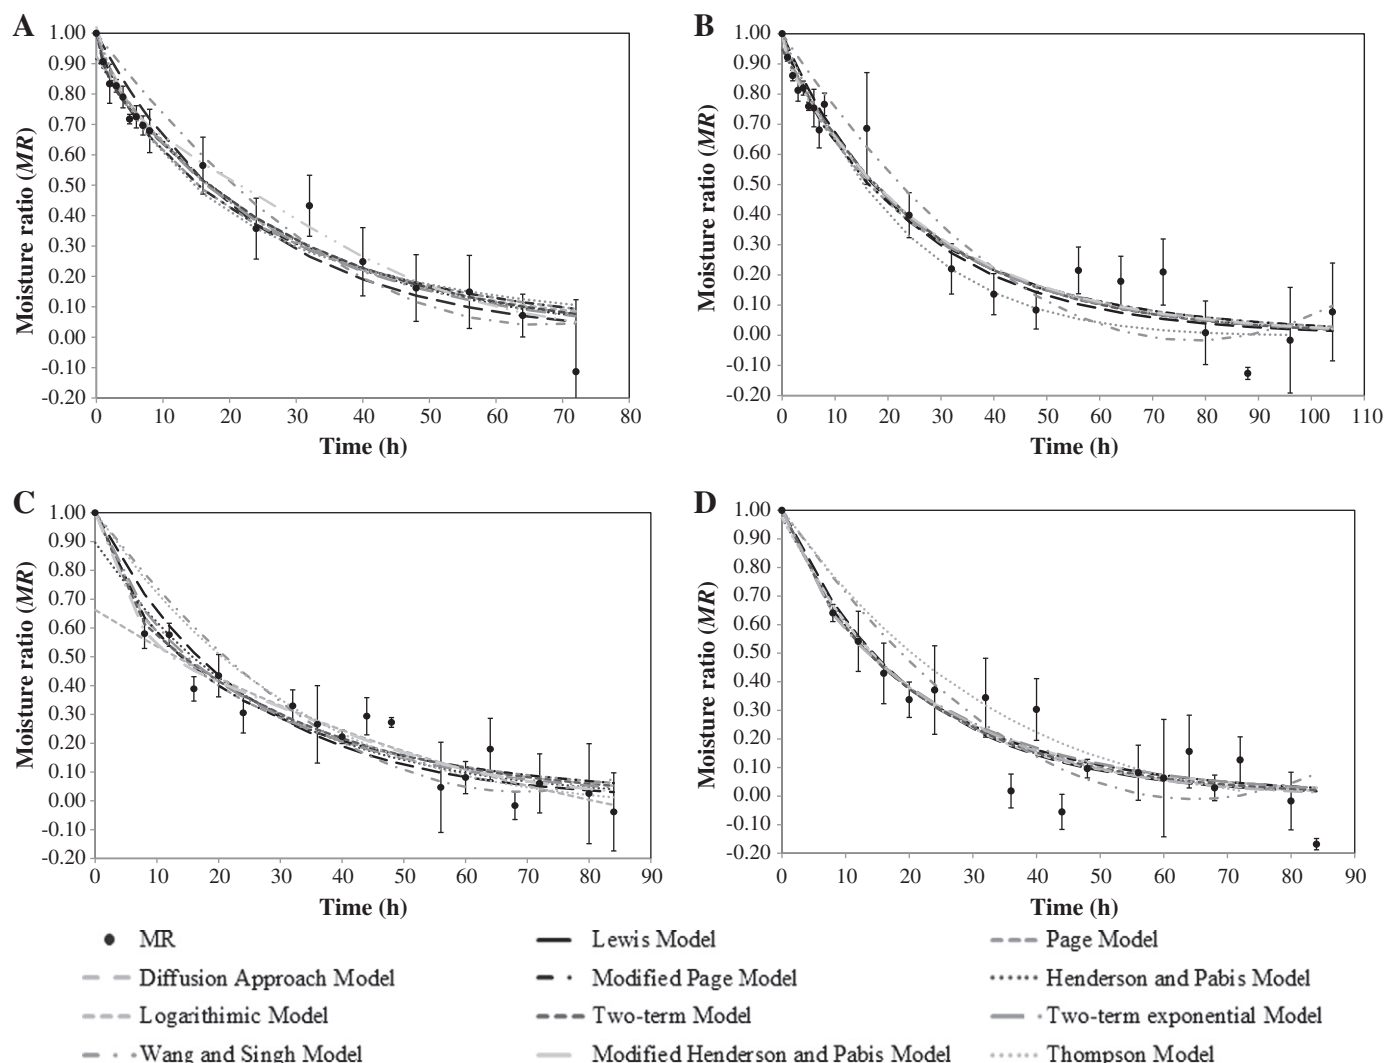 A
1.00
0.90
0.80
0.70
0.60
0.50
0.40
0.30
0.20
0.10
0.00
-0.10
-0.20
Moisture ratio (MR)
0 10 20 30 40 50 60 70 80
Time (h)
B
1.00
0.90
0.80
0.70
0.60
0.50
0.40
0.30
0.20
0.10
0.00
-0.10
-0.20
Moisture ratio (MR)
0 10 20 30 40 50 60 70 80 90 100 110
Time (h)
C
1.00
0.90
0.80
0.70
0.60
0.50
0.40
0.30
0.20
0.10
0.00
-0.10
-0.20
Moisture ratio (MR)
0 10 20 30 40 50 60 70 80 90
Time (h)
D
1.00
0.90
0.80
0.70
0.60
0.50
0.40
0.30
0.20
0.10
0.00
-0.10
-0.20
Moisture ratio (MR)
0 10 20 30 40 50 60 70 80 90
Time (h)
MR
Lewis Model
Page Model
Diffusion Approach Model
Modified Page Model
Henderson and Pabis Model
Logarithimic Model
Two-term Model
Two-term exponential Model
Wang and Singh Model
Modified Henderson and Pabis Model
Thompson Model